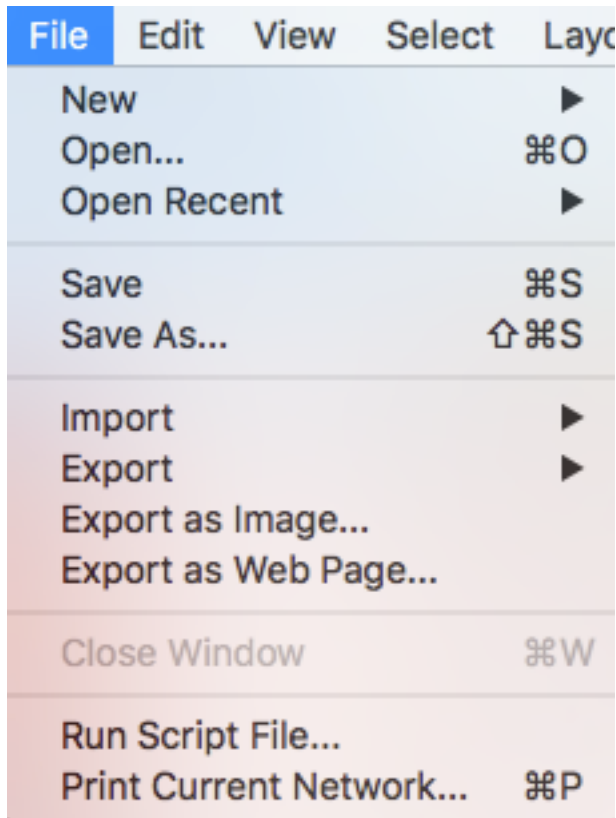 File Edit View Select Layo
New ▶
Open... ⌘O
Open Recent ▶
Save ⌘S
Save As... ⇧⌘S
Import ▶
Export ▶
Export as Image...
Export as Web Page...
Close Window ⌘W
Run Script File...
Print Current Network... ⌘P